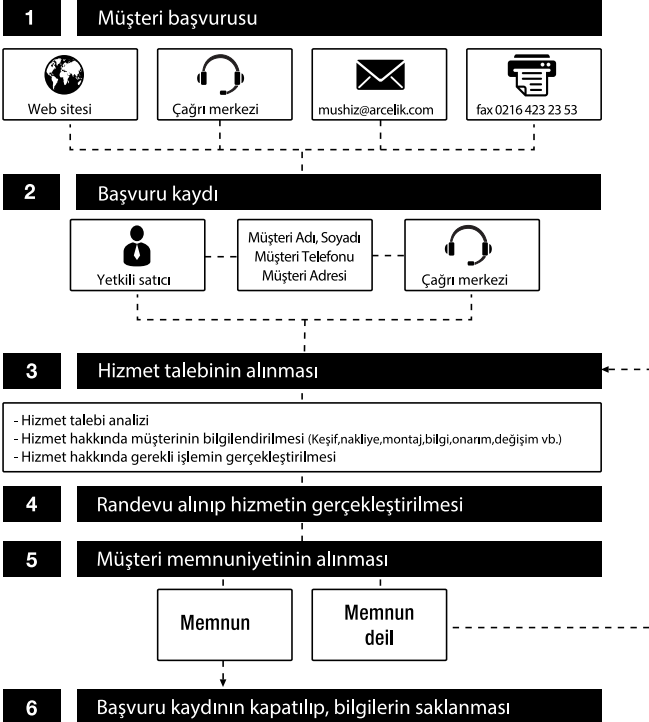 1 Müşteri başvurusu
Web sitesi
Çağrı merkezi
mushiz@arcelik.com
fax 0216 423 23 53
2 Başvuru kaydı
Yetkili satıcı
Müşteri Adı, Soyadı
Müşteri Telefonu
Müşteri Adresi
Çağrı merkezi
3 Hizmet talebinin alınması
- Hizmet talebi analizi
- Hizmet hakkında müşterinin bilgilendirilmesi (Keşif,nakliye,montaj,bilgi,onarım,değişim vb.)
- Hizmet hakkında gerekli işlemin gerçekleştirilmesi
4 Randevu alınıp hizmetin gerçekleştirilmesi
5 Müşteri memnuniyetinin alınması
Memnun
Memnun
deil
6 Başvuru kaydının kapatılıp, bilgilerin saklanması